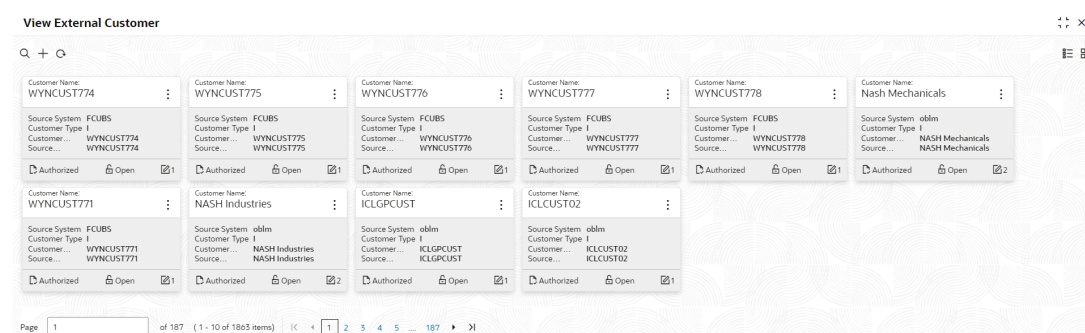 View External Customer
Customer Name:
WYNCUST774
Source System FCUBS
Customer Type I
Customer... WYNCUST774
Source... WYNCUST774
Authorized Open 1
Customer Name:
WYNCUST775
Source System FCUBS
Customer Type I
Customer... WYNCUST775
Source... WYNCUST775
Authorized Open 1
Customer Name:
WYNCUST776
Source System FCUBS
Customer Type I
Customer... WYNCUST776
Source... WYNCUST776
Authorized Open 1
Customer Name:
WYNCUST777
Source System FCUBS
Customer Type I
Customer... WYNCUST777
Source... WYNCUST777
Authorized Open 1
Customer Name:
WYNCUST778
Source System FCUBS
Customer Type I
Customer... WYNCUST778
Source... WYNCUST778
Authorized Open 1
Customer Name:
Nash Mechanicals
Source System oblm
Customer Type I
Customer... NASH Mechanicals
Source... NASH Mechanicals
Authorized Open 2
Customer Name:
WYNCUST771
Source System FCUBS
Customer Type I
Customer... WYNCUST771
Source... WYNCUST771
Authorized Open 1
Customer Name:
NASH Industries
Source System oblm
Customer Type I
Customer... NASH Industries
Source... NASH Industries
Authorized Open 2
Customer Name:
ICLGPCUST
Source System oblm
Customer Type I
Customer... ICLGPCUST
Source... ICLGPCUST
Authorized Open 1
Customer Name:
ICLCUST02
Source System oblm
Customer Type I
Customer... ICLCUST02
Source... ICLCUST02
Authorized Open 1
Page 1 of 187 (1 - 10 of 1863 items) 1 2 3 4 5 ... 187